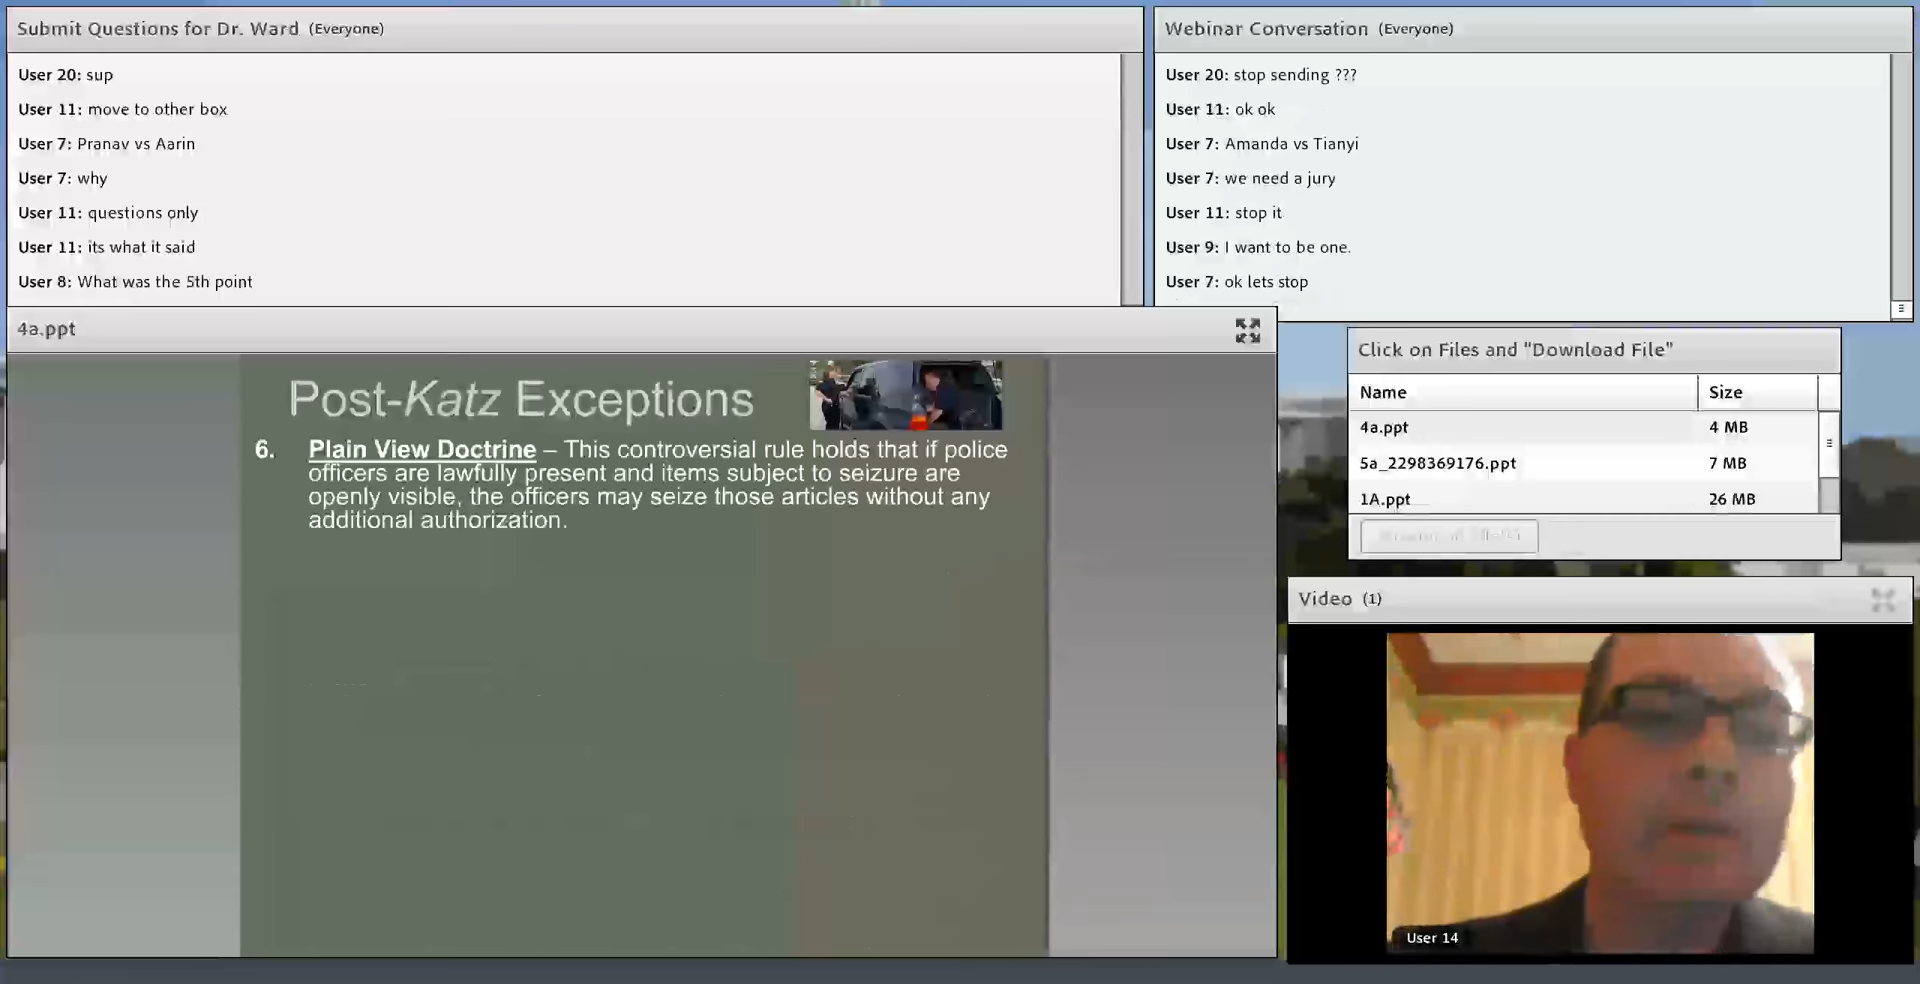 Submit Questions for Dr. Ward (Everyone)
User 20: sup
User 11: move to other box
User 7: Pranav vs Aarin
User 7: why
User 11: questions only
User 11: its what it said
User 8: What was the 5th point
Webinar Conversation (Everyone)
User 20: stop sending ???
User 11: ok ok
User 7: Amanda vs Tianyi
User 7: we need a jury
User 11: stop it
User 9: I want to be one.
User 7: ok lets stop
4a.ppt
Post-Katz Exceptions
6. Plain View Doctrine – This controversial rule holds that if police
officers are lawfully present and items subject to seizure are
openly visible, the officers may seize those articles without any
additional authorization.
Click on Files and "Download File"
Name Size
4a.ppt 4 MB
5a_2298369176.ppt 7 MB
1A.ppt 26 MB
Video (1)
User 14